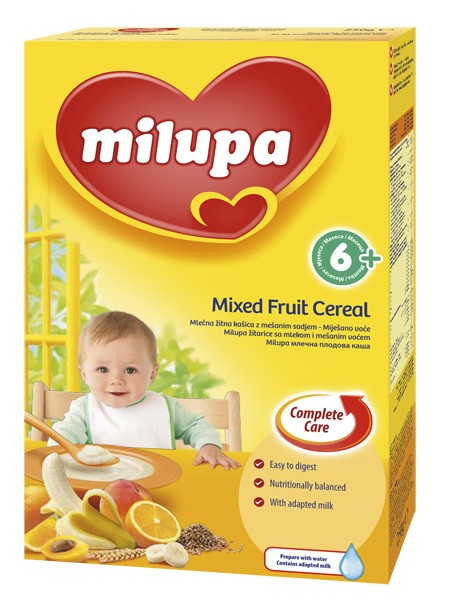 milupa
6+
Mixed Fruit Cereal
Mlečna žitna kašica z mešanim sadjem - Miješano voće
Milupa žitarice sa mlekom i mešanim voćem
Milupa млечна плодова каша
Complete
Care
Easy to digest
Nutritionally balanced
With adapted milk
Prepare with water
Contains adapted milk